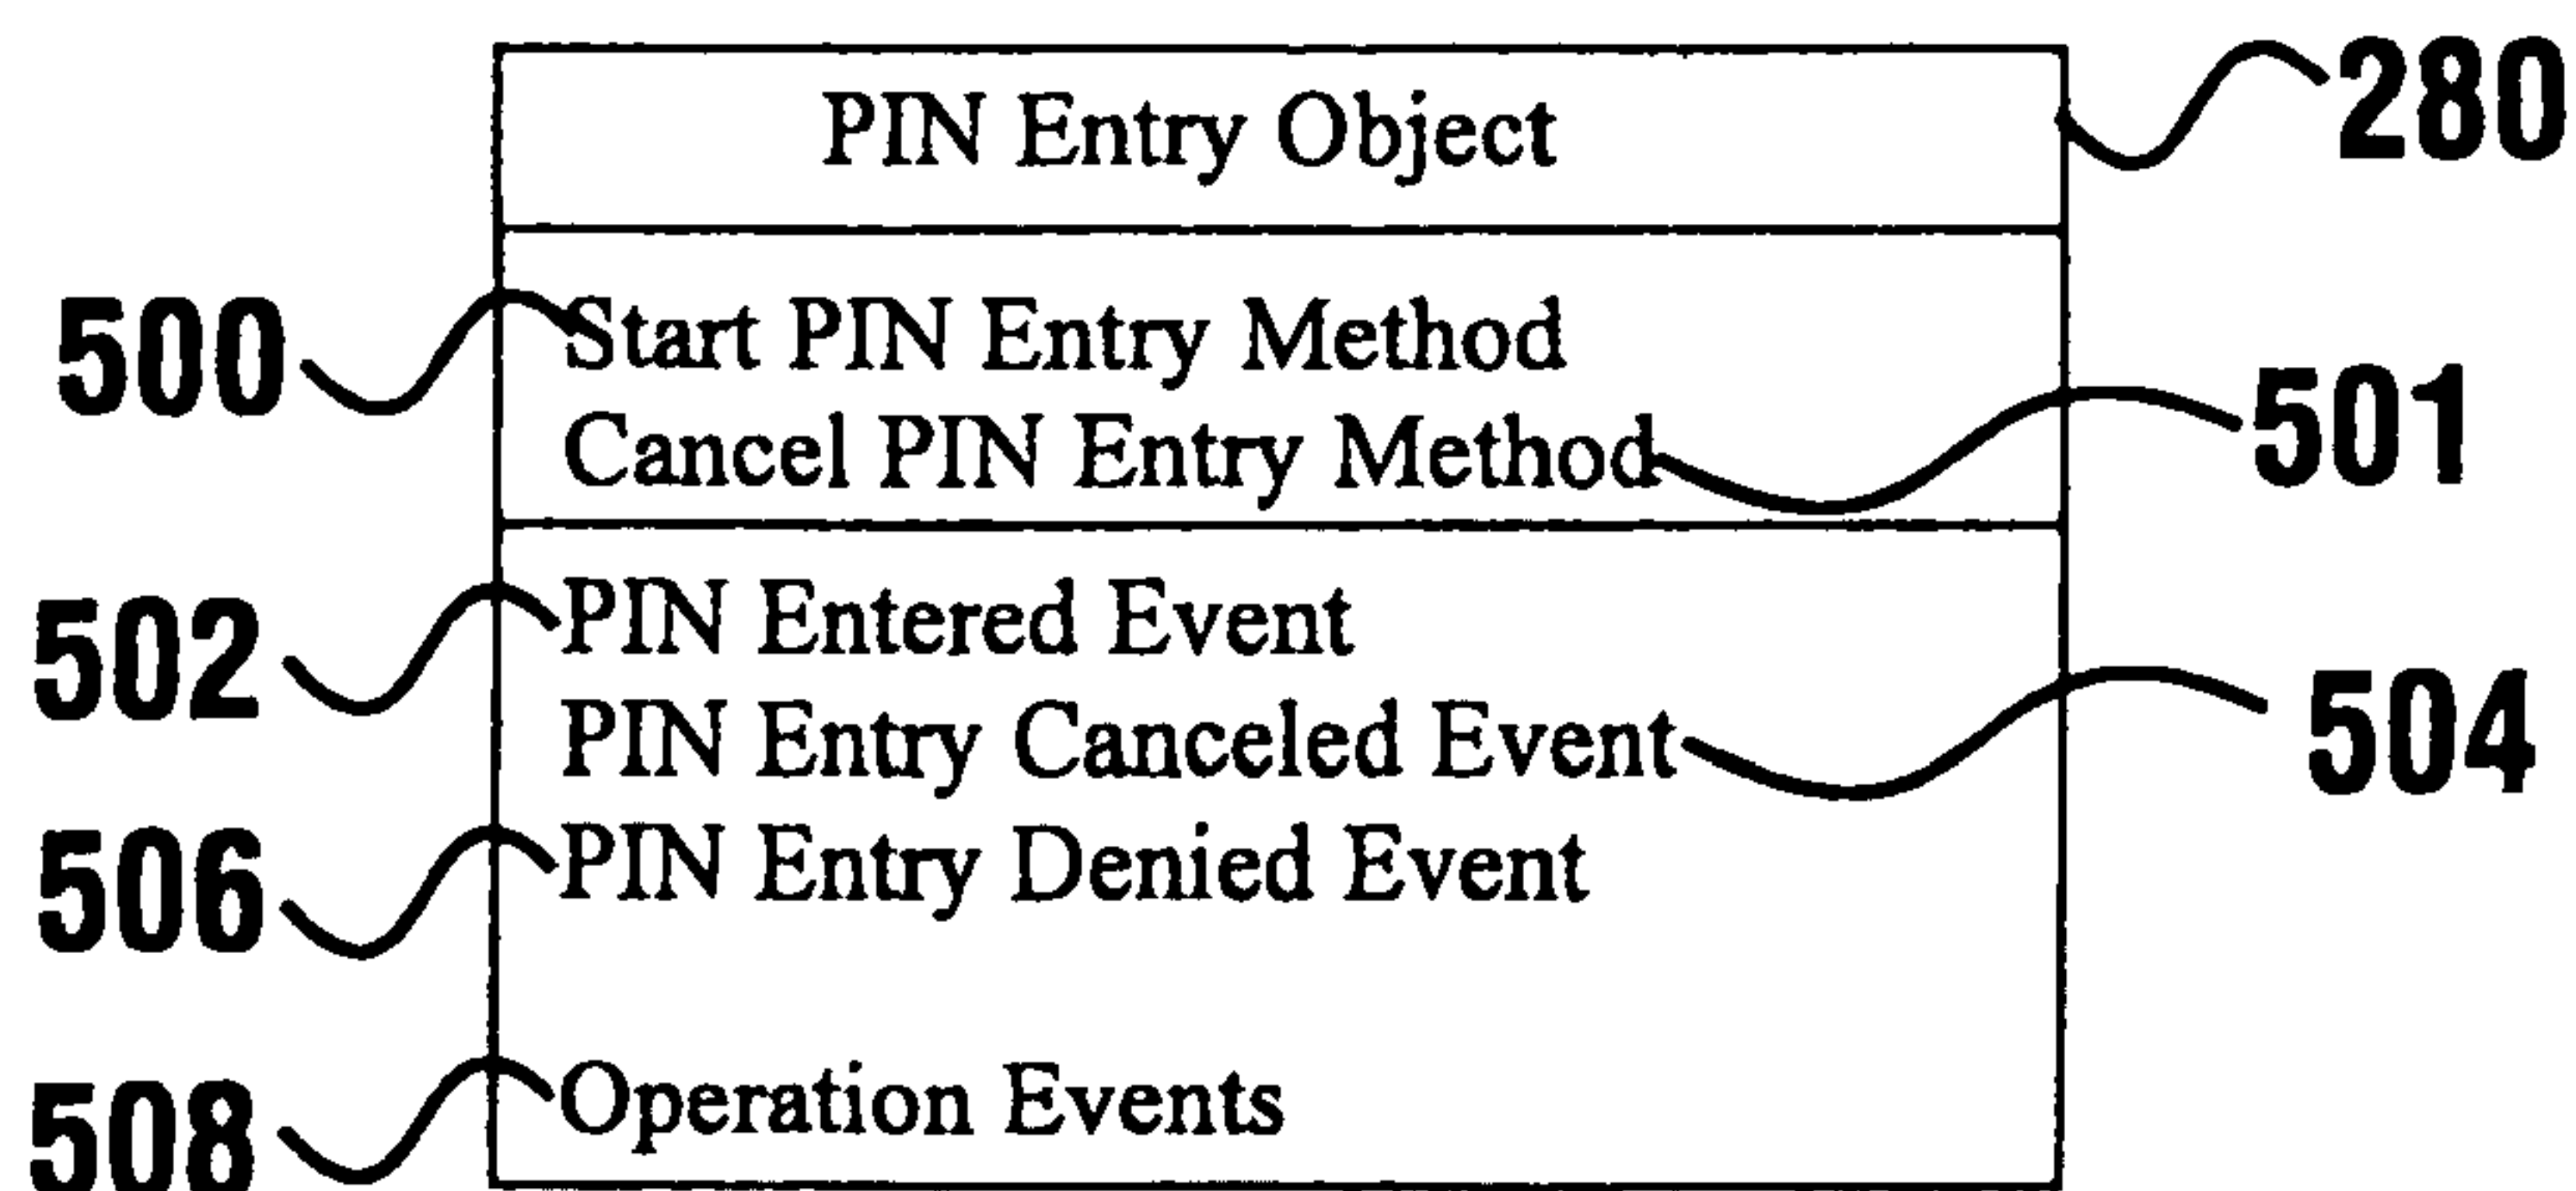 PIN Entry Object 280
500 Start PIN Entry Method
Cancel PIN Entry Method 501
502 PIN Entered Event
PIN Entry Canceled Event 504
506 PIN Entry Denied Event
508 Operation Events